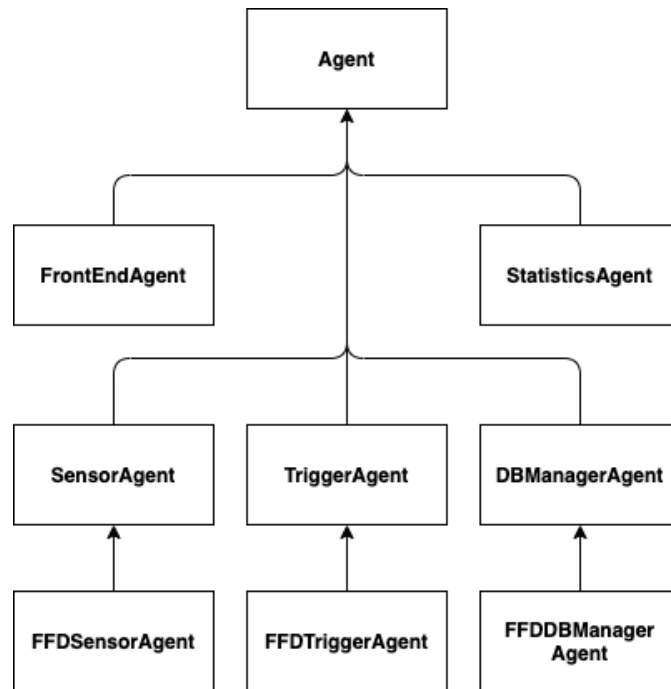 Agent
FrontEndAgent
StatisticsAgent
SensorAgent
TriggerAgent
DBManagerAgent
FFDSensorAgent
FFDTriggerAgent
FFDDBManager
Agent